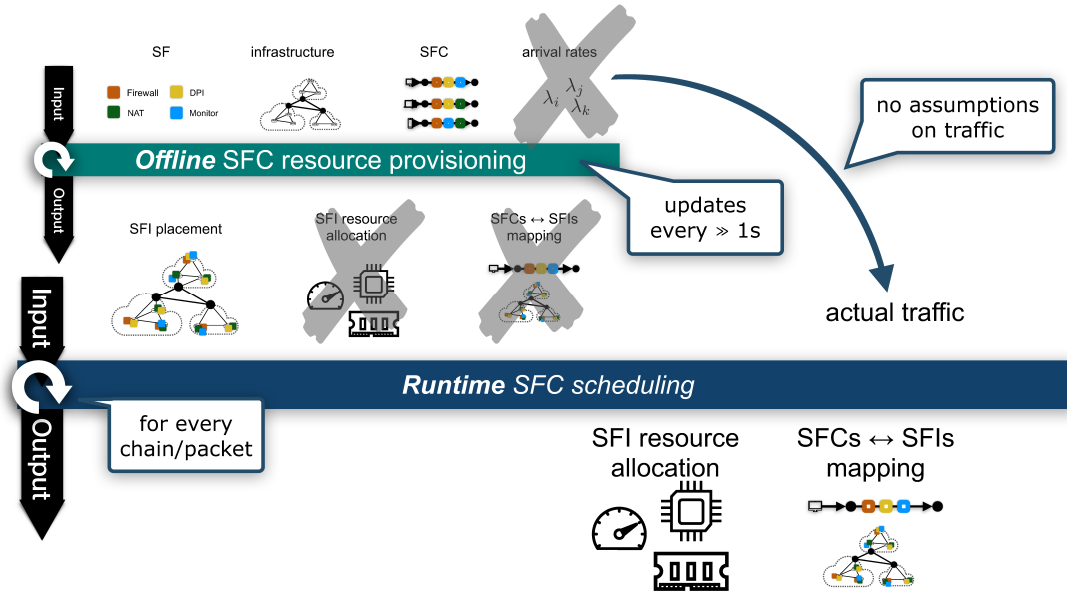 SF
infrastructure
SFC
arrival rates
Firewall
DPI
NAT
Monitor
λi
λj
λk
Input
no assumptions
on traffic
Offline SFC resource provisioning
Output
updates
every ≫ 1s
SFI placement
SFI resource
allocation
SFCs ↔ SFIs
mapping
actual traffic
Input
Runtime SFC scheduling
Output
for every
chain/packet
SFI resource
allocation
SFCs ↔ SFIs
mapping